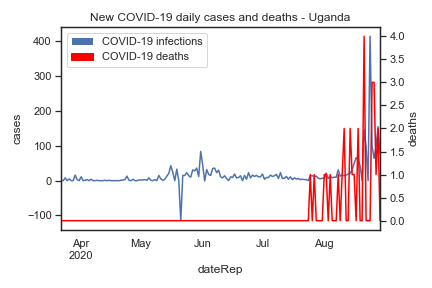 New COVID-19 daily cases and deaths - Uganda
COVID-19 infections
COVID-19 deaths
400
300
200
100
0
−100
cases
4.0
3.5
3.0
2.5
2.0
1.5
1.0
0.5
0.0
deaths
Apr
2020
May
Jun
Jul
Aug
dateRep